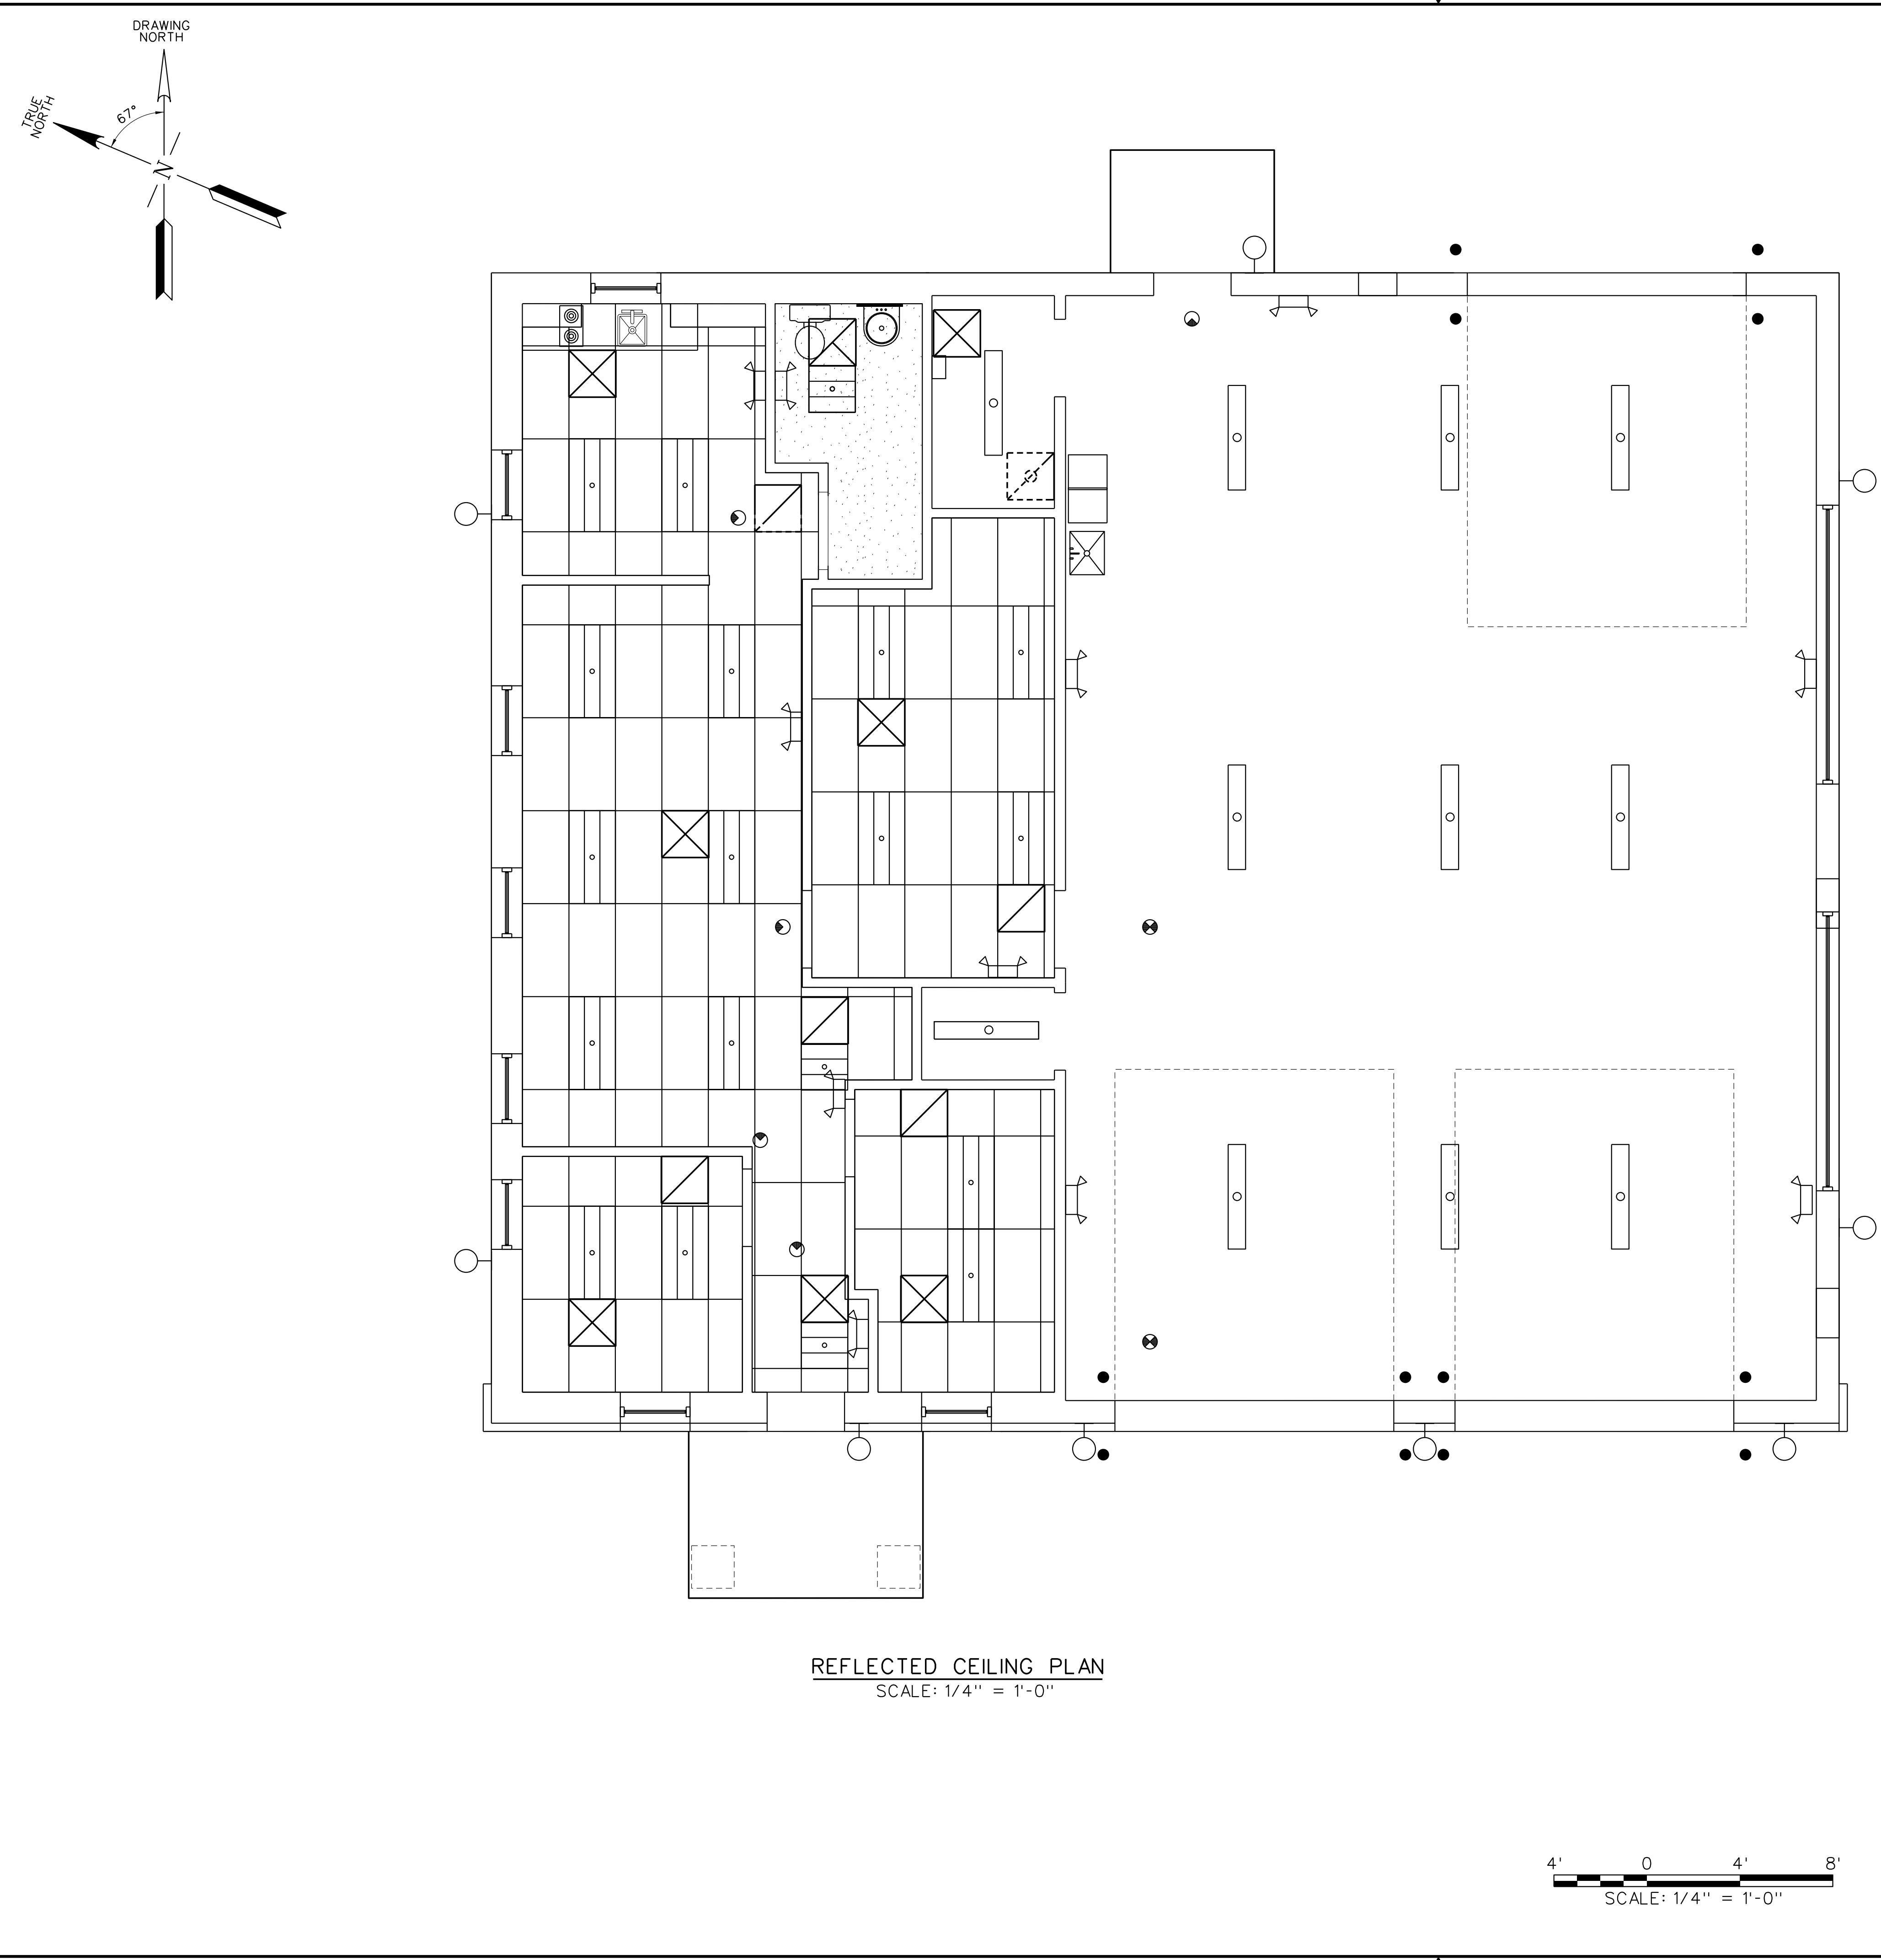 DRAWING
NORTH
TRUE
NORTH
67°
N
REFLECTED CEILING PLAN
SCALE: 1/4" = 1'-0"
4' 0 4' 8'
SCALE: 1/4" = 1'-0"